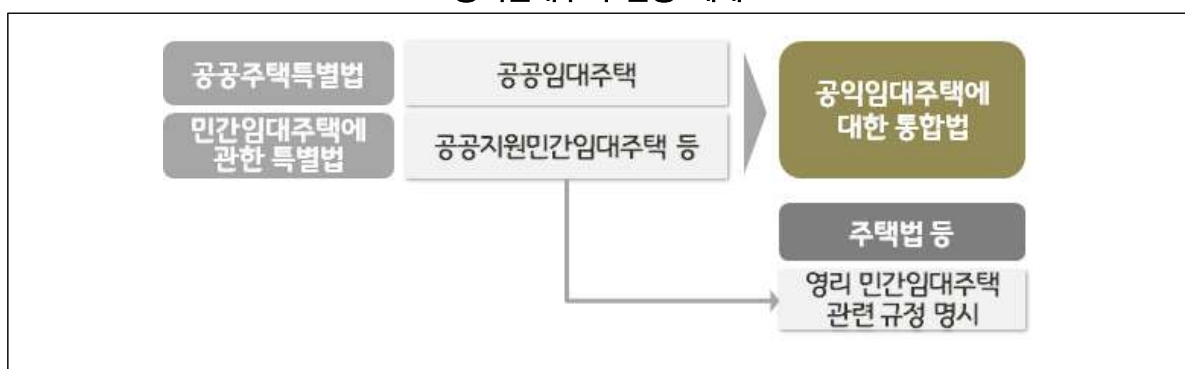 공공주택특별법
공공임대주택
공익임대주택에
대한 통합법
민간임대주택에
관한 특별법
공공지원민간임대주택 등
주택법 등
영리 민간임대주택
관련 규정 명시